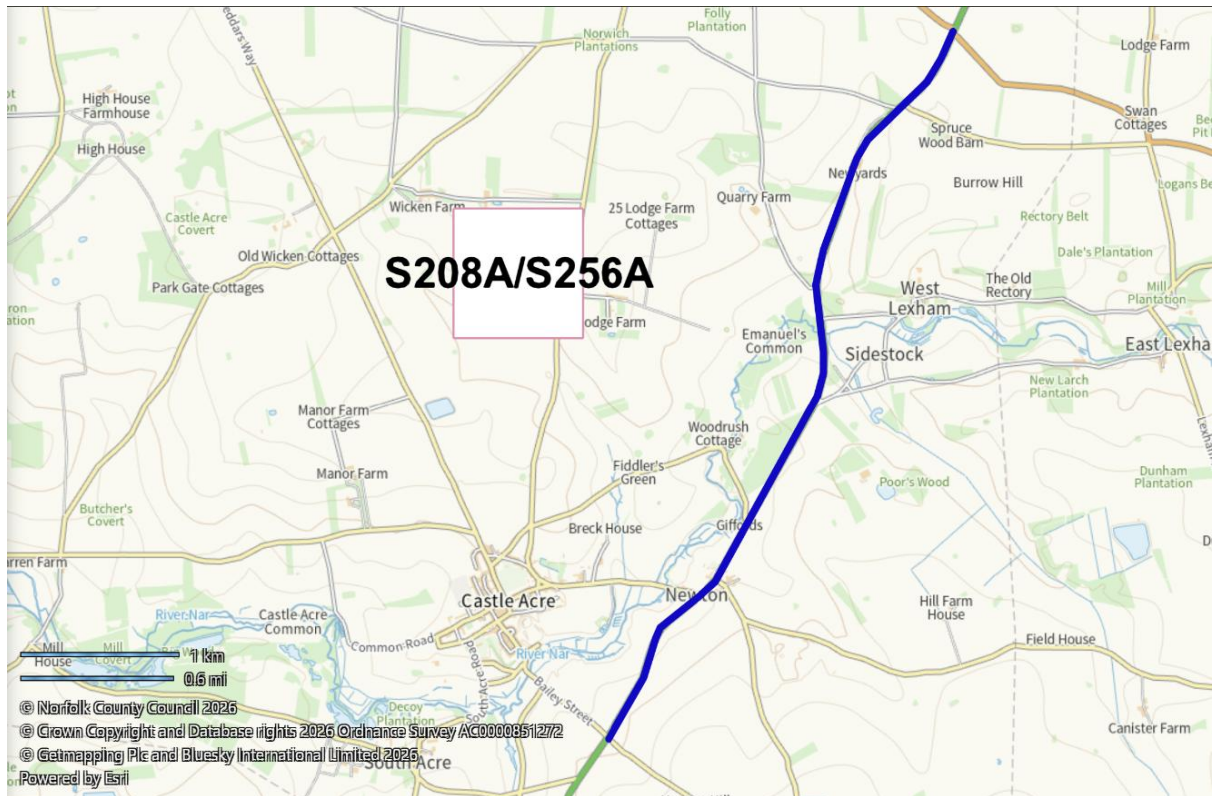 Folly
Plantation
Norwich
Plantations
Lodge Farm
High House
Farmhouse
High House
Swan
Cottages
Spruce
Wood Barn
Newyards
Burrow Hill
Quarry Farm
Wicken Farm
25 Lodge Farm
Cottages
Castle Acre
Covert
Rectory Belt
Dale's Plantation
Old Wicken Cottages
S208A/S256A
Park Gate Cottages
West
Lexham
The Old
Rectory
Mill
Plantation
Emanuel's
Common
Sidestock
New Larch
Plantation
Manor Farm
Cottages
Woodrush
Cottage
Manor Farm
Fiddler's
Green
Poor's Wood
Dunham
Plantation
Butcher's
Covert
Breck House
Giffords
Castle Acre
Newton
Hill Farm
House
River Nar
Castle Acre
Common
Common Road
Field House
Mill
House
Mill
Covert
River Nar
South Acre Road
Bailey Street
1 km
0.6 mi
Decoy
Plantation
Canister Farm
South Acre
© Norfolk County Council 2026
© Crown Copyright and Database rights 2026 Ordnance Survey AC0000851272
© Getmapping Plc and Bluesky International Limited 2026
Powered by Esri